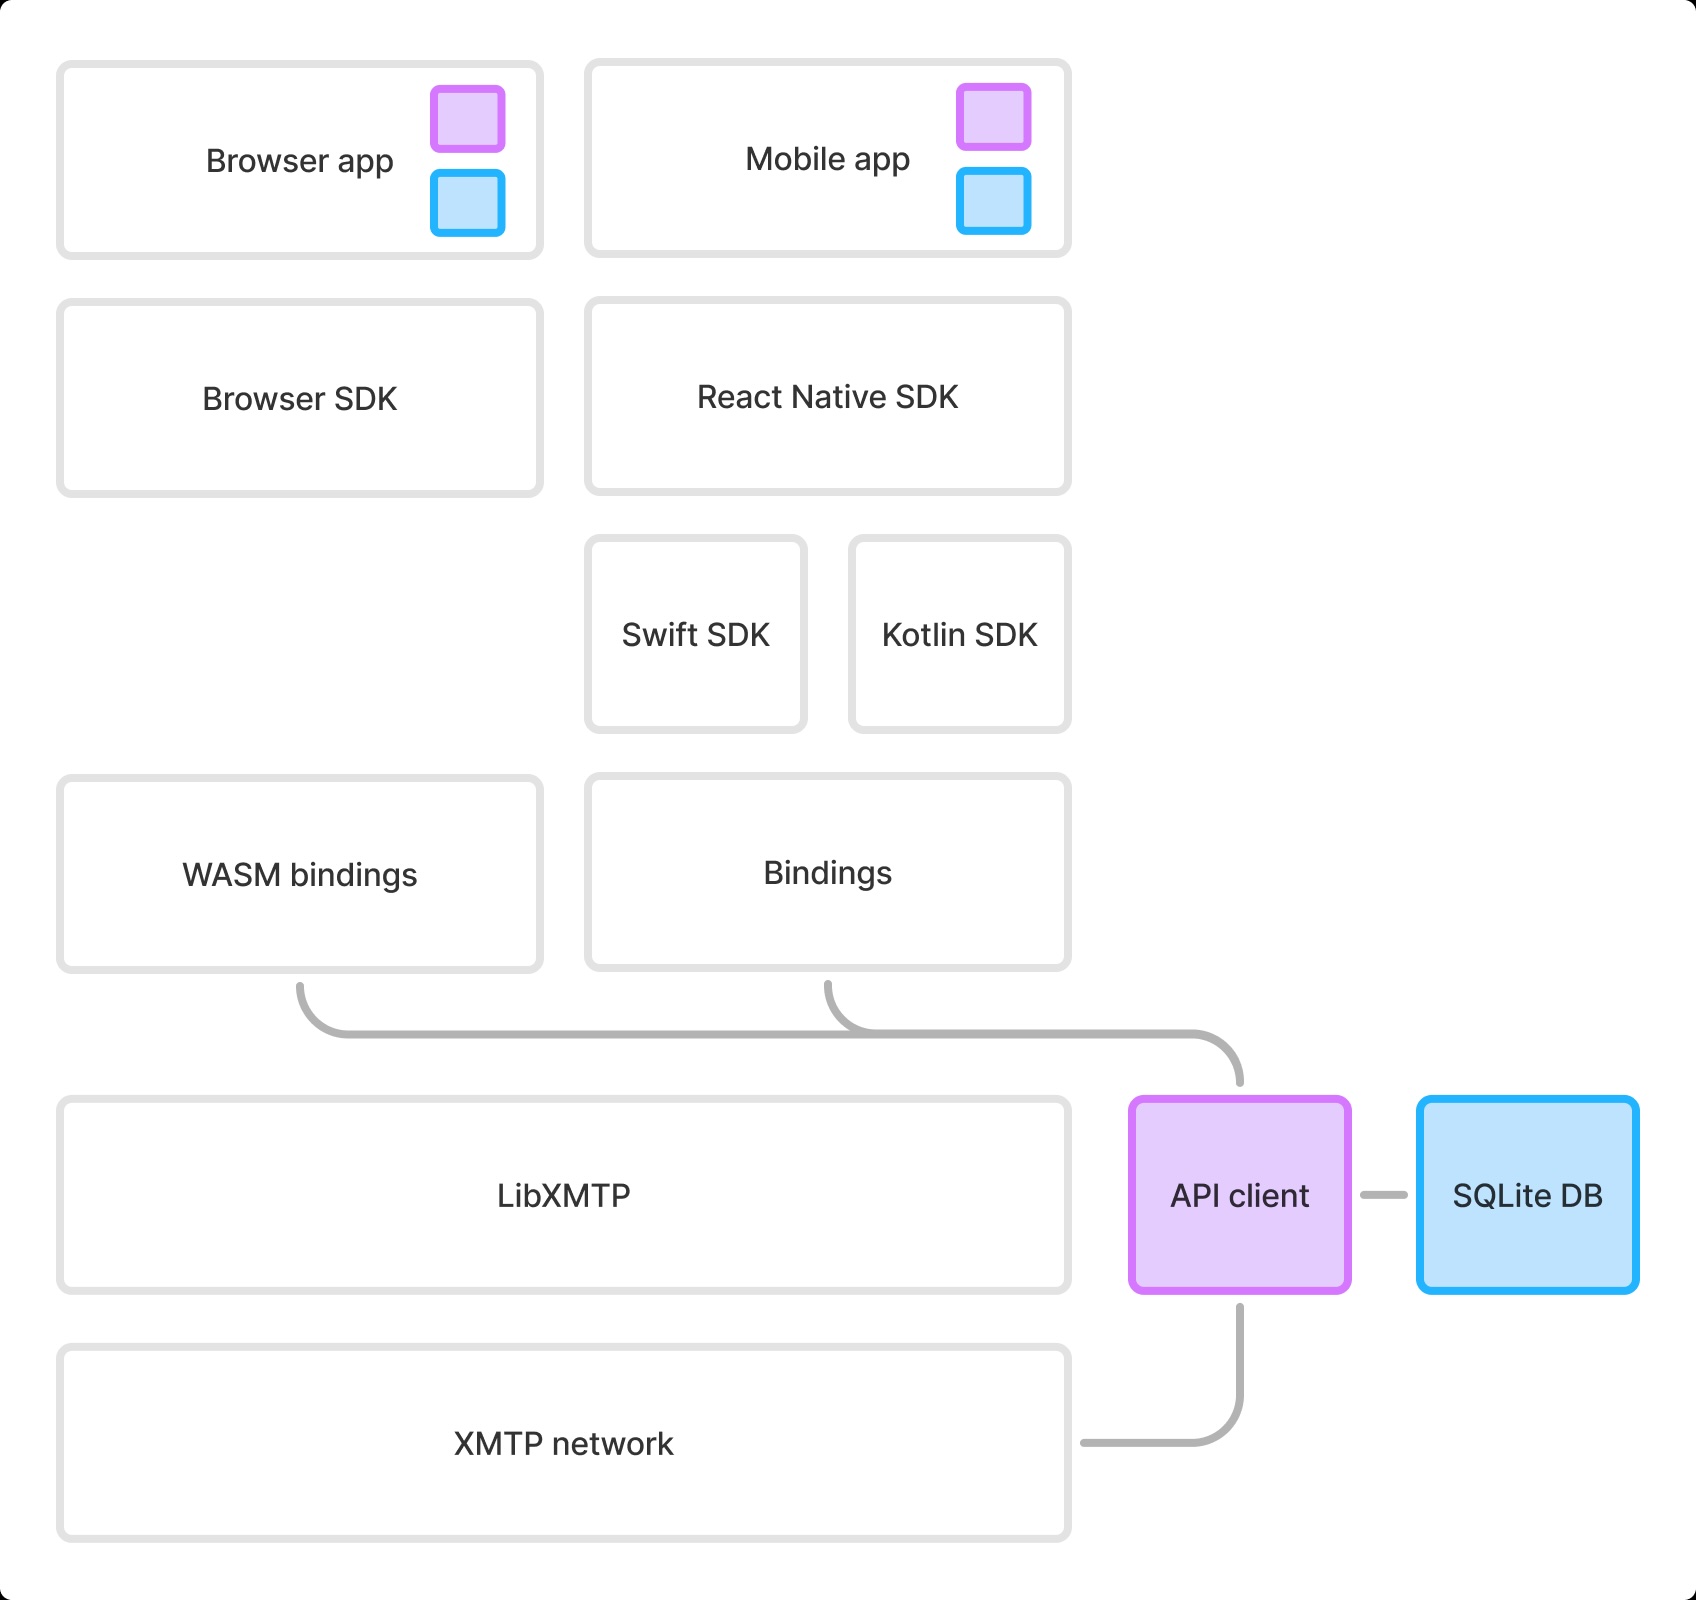 Browser app
Mobile app
Browser SDK
React Native SDK
Swift SDK
Kotlin SDK
WASM bindings
Bindings
LibXMTP
API client
SQLite DB
XMTP network